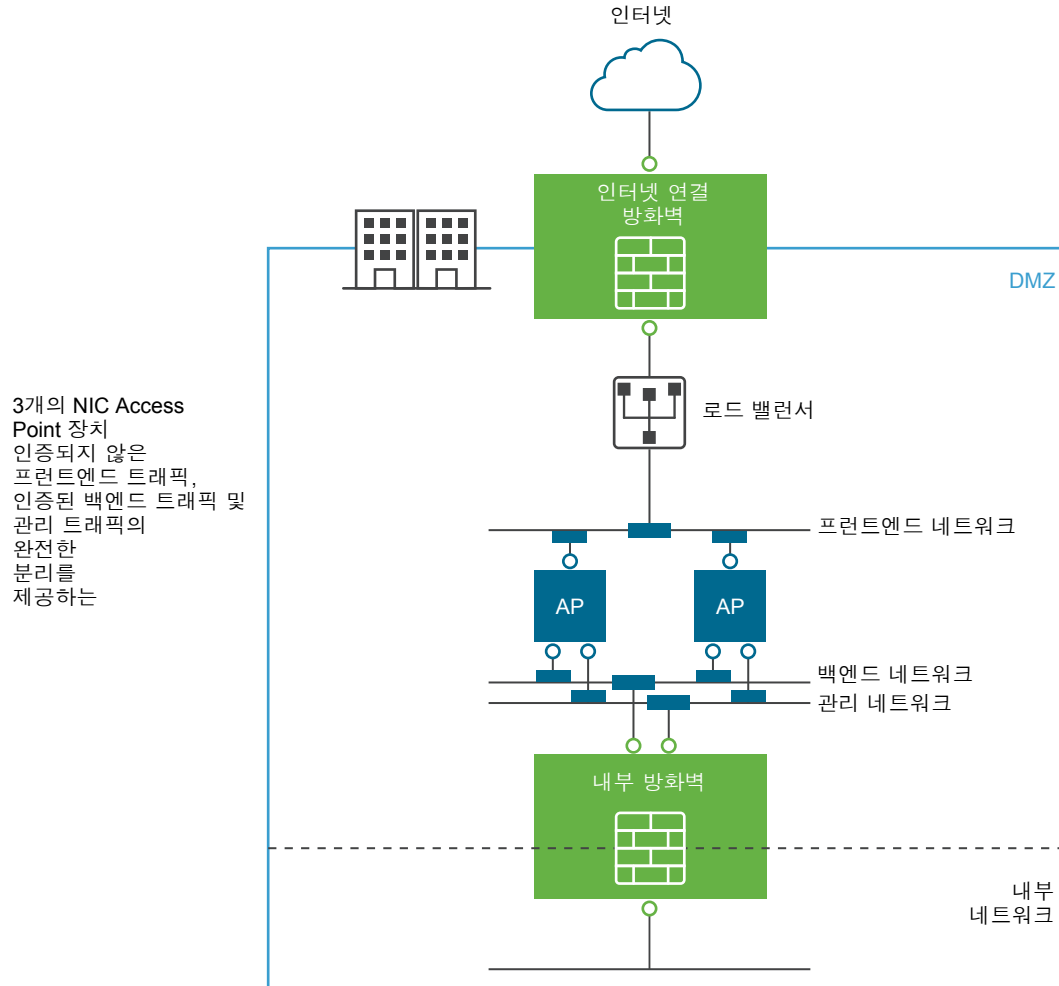 인터넷
인터넷 연결
방화벽
DMZ
로드 밸런서
3개의 NIC Access
Point 장치
인증되지 않은
프런트엔드 트래픽,
인증된 백엔드 트래픽 및
관리 트래픽의
완전한
분리를
제공하는
프런트엔드 네트워크
AP
AP
백엔드 네트워크
관리 네트워크
내부 방화벽
내부
네트워크